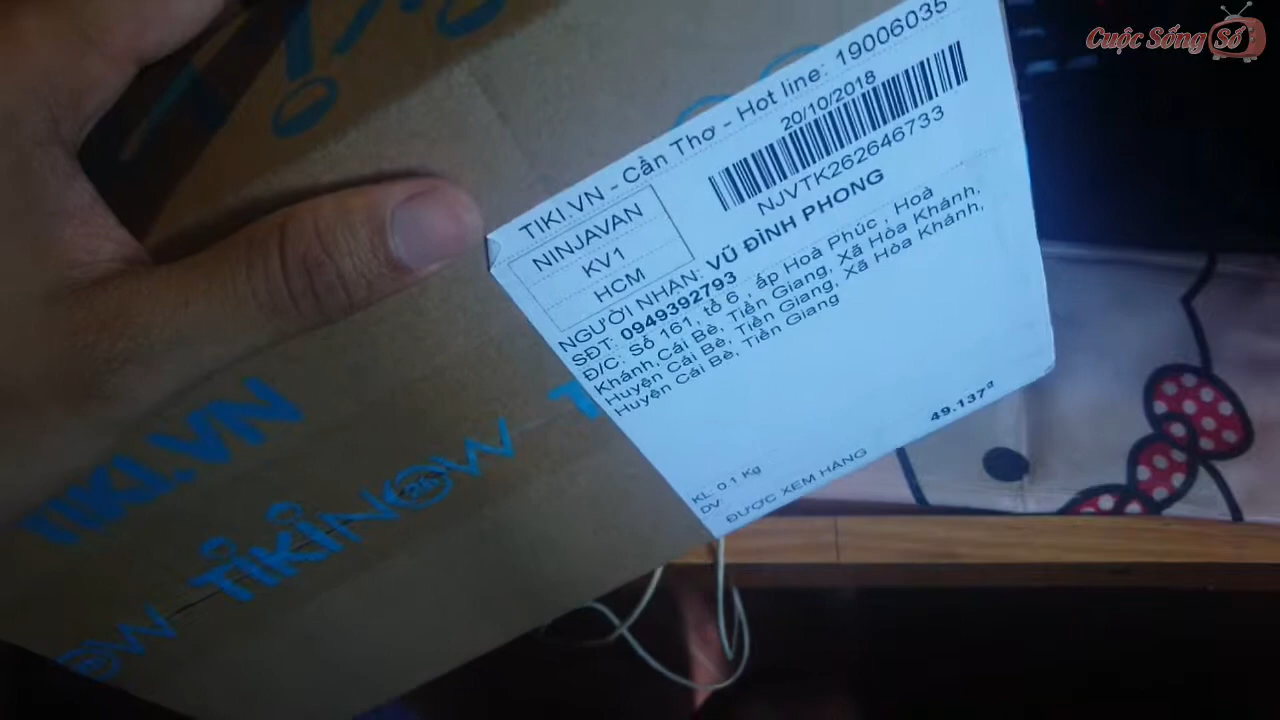 Cuộc Sống Số
TIKI.VN - Cần Thơ - Hot line: 19006035
20/10/2018
NJVTK262646733
NINJAVAN
KV1
HCM
NGƯỜI NHẬN: VŨ ĐÌNH PHONG
SĐT: 0949392793
Đ/C: Số 161, tổ 6 , ấp Hoà Phúc , Hoà
Khánh,Cái Bè, Tiền Giang, Xã Hòa Khánh,
Huyện Cái Bè, Tiền Giang, Xã Hòa Khánh,
Huyện Cái Bè, Tiền Giang
49.137đ
KL: 0.1 Kg
DV:
ĐƯỢC XEM HÀNG
TIKI.VN
TIKINOW
TIKINOW